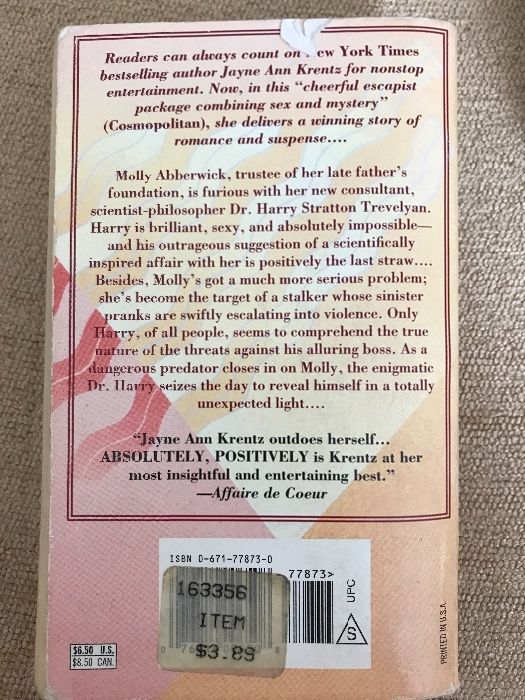 Readers can always count on New York Times
bestselling author Jayne Ann Krentz for nonstop
entertainment. Now, in this "cheerful escapist
package combining sex and mystery"
(Cosmopolitan), she delivers a winning story of
romance and suspense....
Molly Abberwick, trustee of her late father's
foundation, is furious with her new consultant,
scientist-philosopher Dr. Harry Stratton Trevelyan.
Harry is brilliant, sexy, and absolutely impossible—
and his outrageous suggestion of a scientifically
inspired affair with her is positively the last straw....
Besides, Molly's got a much more serious problem;
she's become the target of a stalker whose sinister
pranks are swiftly escalating into violence. Only
Harry, of all people, seems to comprehend the true
nature of the threats against his alluring boss. As a
dangerous predator closes in on Molly, the enigmatic
Dr. Harry seizes the day to reveal himself in a totally
unexpected light....
"Jayne Ann Krentz outdoes herself...
ABSOLUTELY, POSITIVELY is Krentz at her
most insightful and entertaining best."
—Affaire de Coeur
ISBN 0-671-77873-0
77873>
163356
ITEM
$3.89
UPC
S
$6.50 U.S.
$8.50 CAN.
PRINTED IN U.S.A.